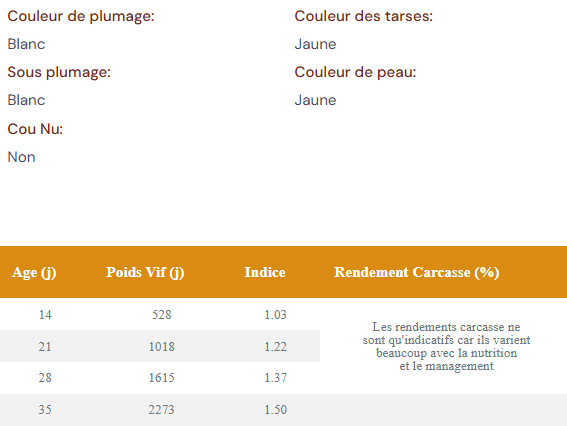 Couleur de plumage: Couleur des tarses:
Blanc Jaune
Sous plumage: Couleur de peau:
Blanc Jaune
Cou Nu:
Non
Age (j) Poids Vif (j) Indice Rendement Carcasse (%)
14 528 1.03
21 1018 1.22
28 1615 1.37
35 2273 1.50
Les rendements carcasse ne
sont qu'indicatifs car ils varient
beaucoup avec la nutrition
et le management